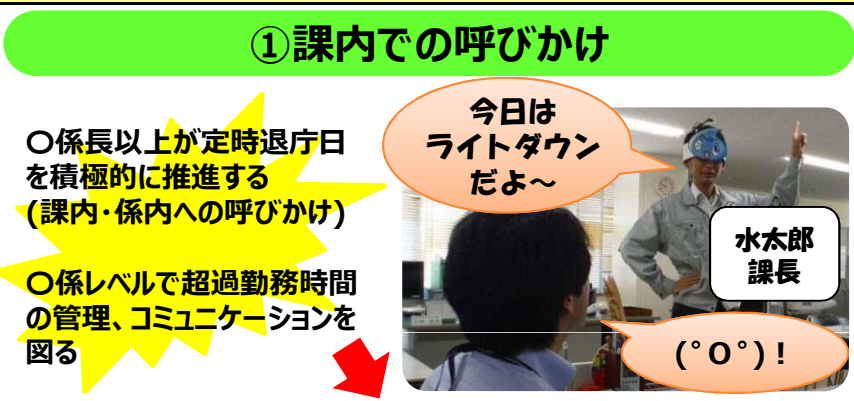 ①課内での呼びかけ
〇係長以上が定時退庁日
を積極的に推進する
(課内・係内への呼びかけ)
〇係レベルで超過勤務時間
の管理、コミュニケーションを
図る
今日は
ライトダウン
だよ～
水太郎
課長
(°O°)！